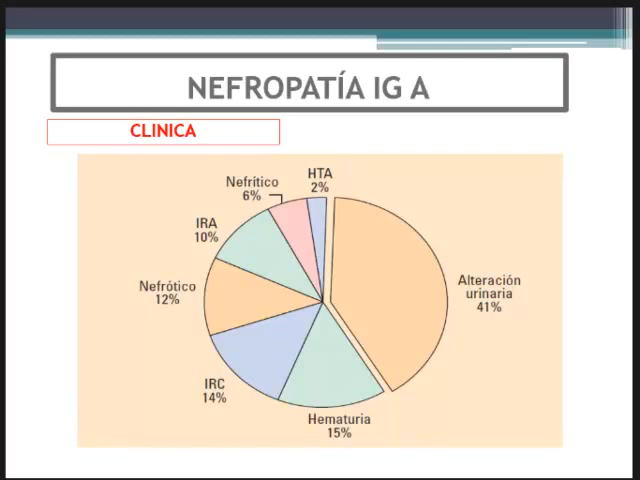 NEFROPATÍA IG A
CLINICA
HTA
2%
Nefrítico
6%
IRA
10%
Nefrótico
12%
IRC
14%
Hematuria
15%
Alteración
urinaria
41%